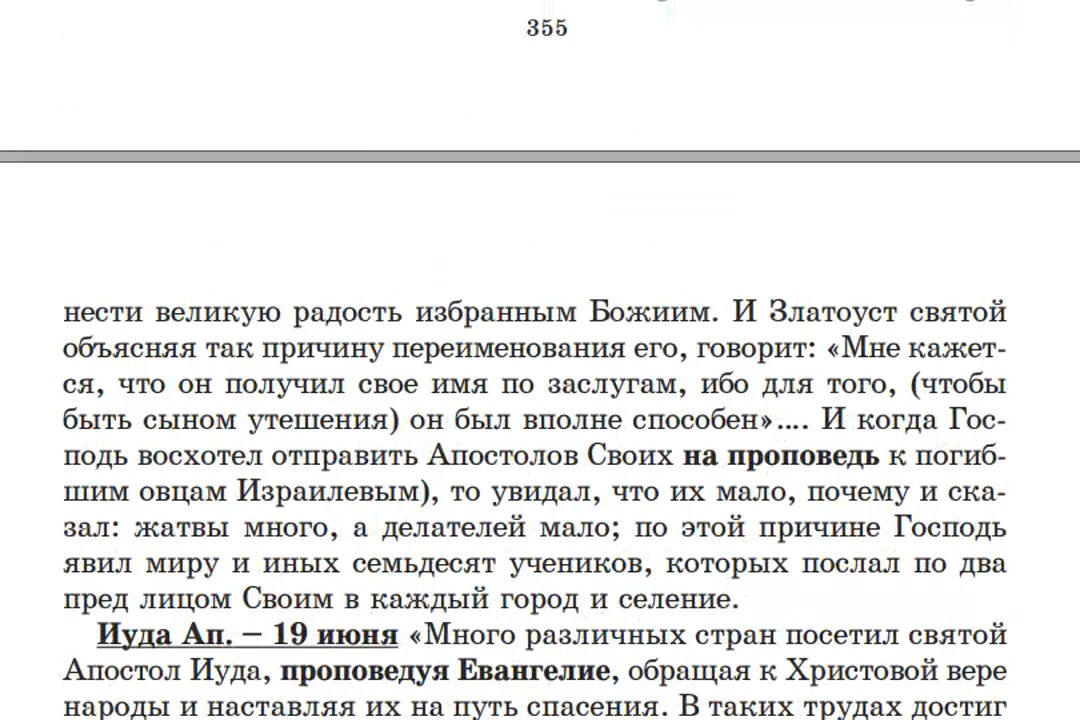 355
нести великую радость избранным Божиим. И Златоуст святой
объясняя так причину переименования его, говорит: «Мне кажет-
ся, что он получил свое имя по заслугам, ибо для того, (чтобы
быть сыном утешения) он был вполне способен»…. И когда Гос-
подь восхотел отправить Апостолов Своих на проповедь к погиб-
шим овцам Израилевым), то увидал, что их мало, почему и ска-
зал: жатвы много, а делателей мало; по этой причине Господь
явил миру и иных семьдесят учеников, которых послал по два
пред лицом Своим в каждый город и селение.
Иуда Ап. – 19 июня «Много различных стран посетил святой
Апостол Иуда, проповедуя Евангелие, обращая к Христовой вере
народы и наставляя их на путь спасения. В таких трудах достиг